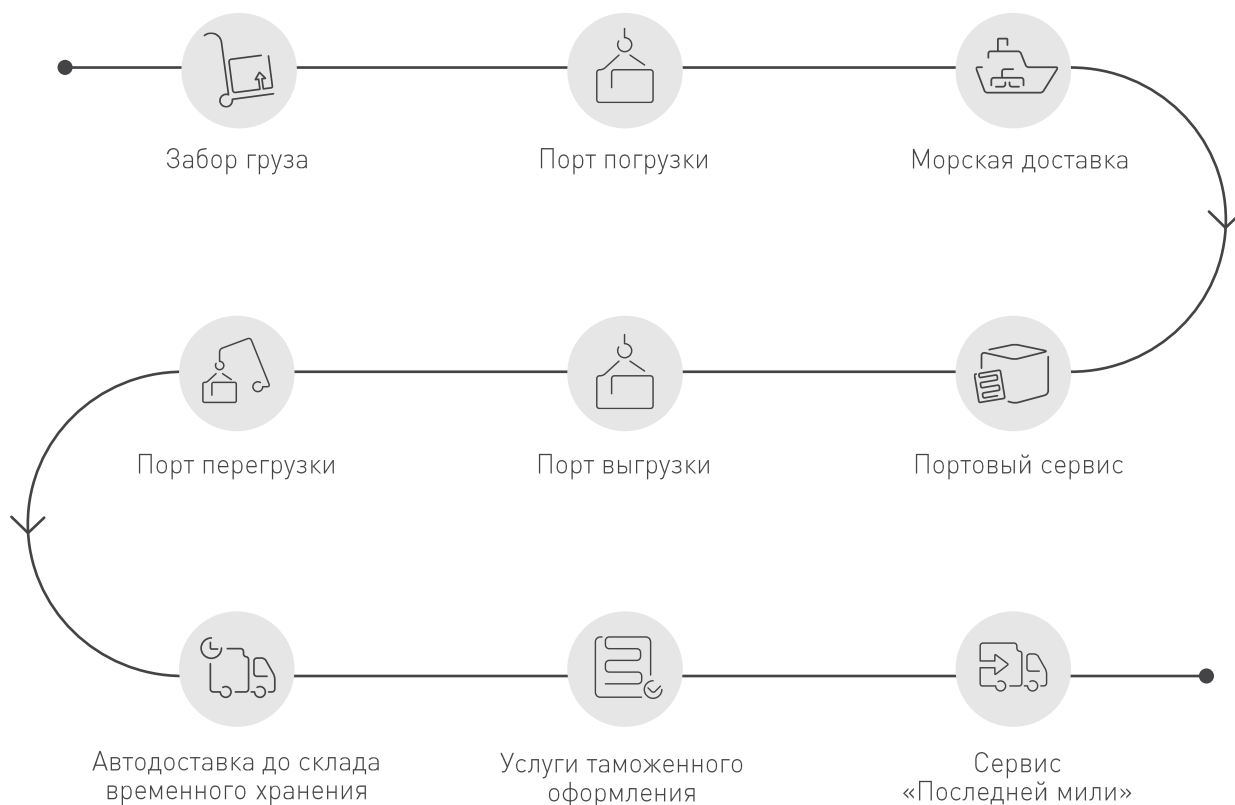 Забор груза
Порт погрузки
Морская доставка
Порт перегрузки
Порт выгрузки
Портовый сервис
Автодоставка до склада
временного хранения
Услуги таможенного
оформления
Сервис
«Последней мили»